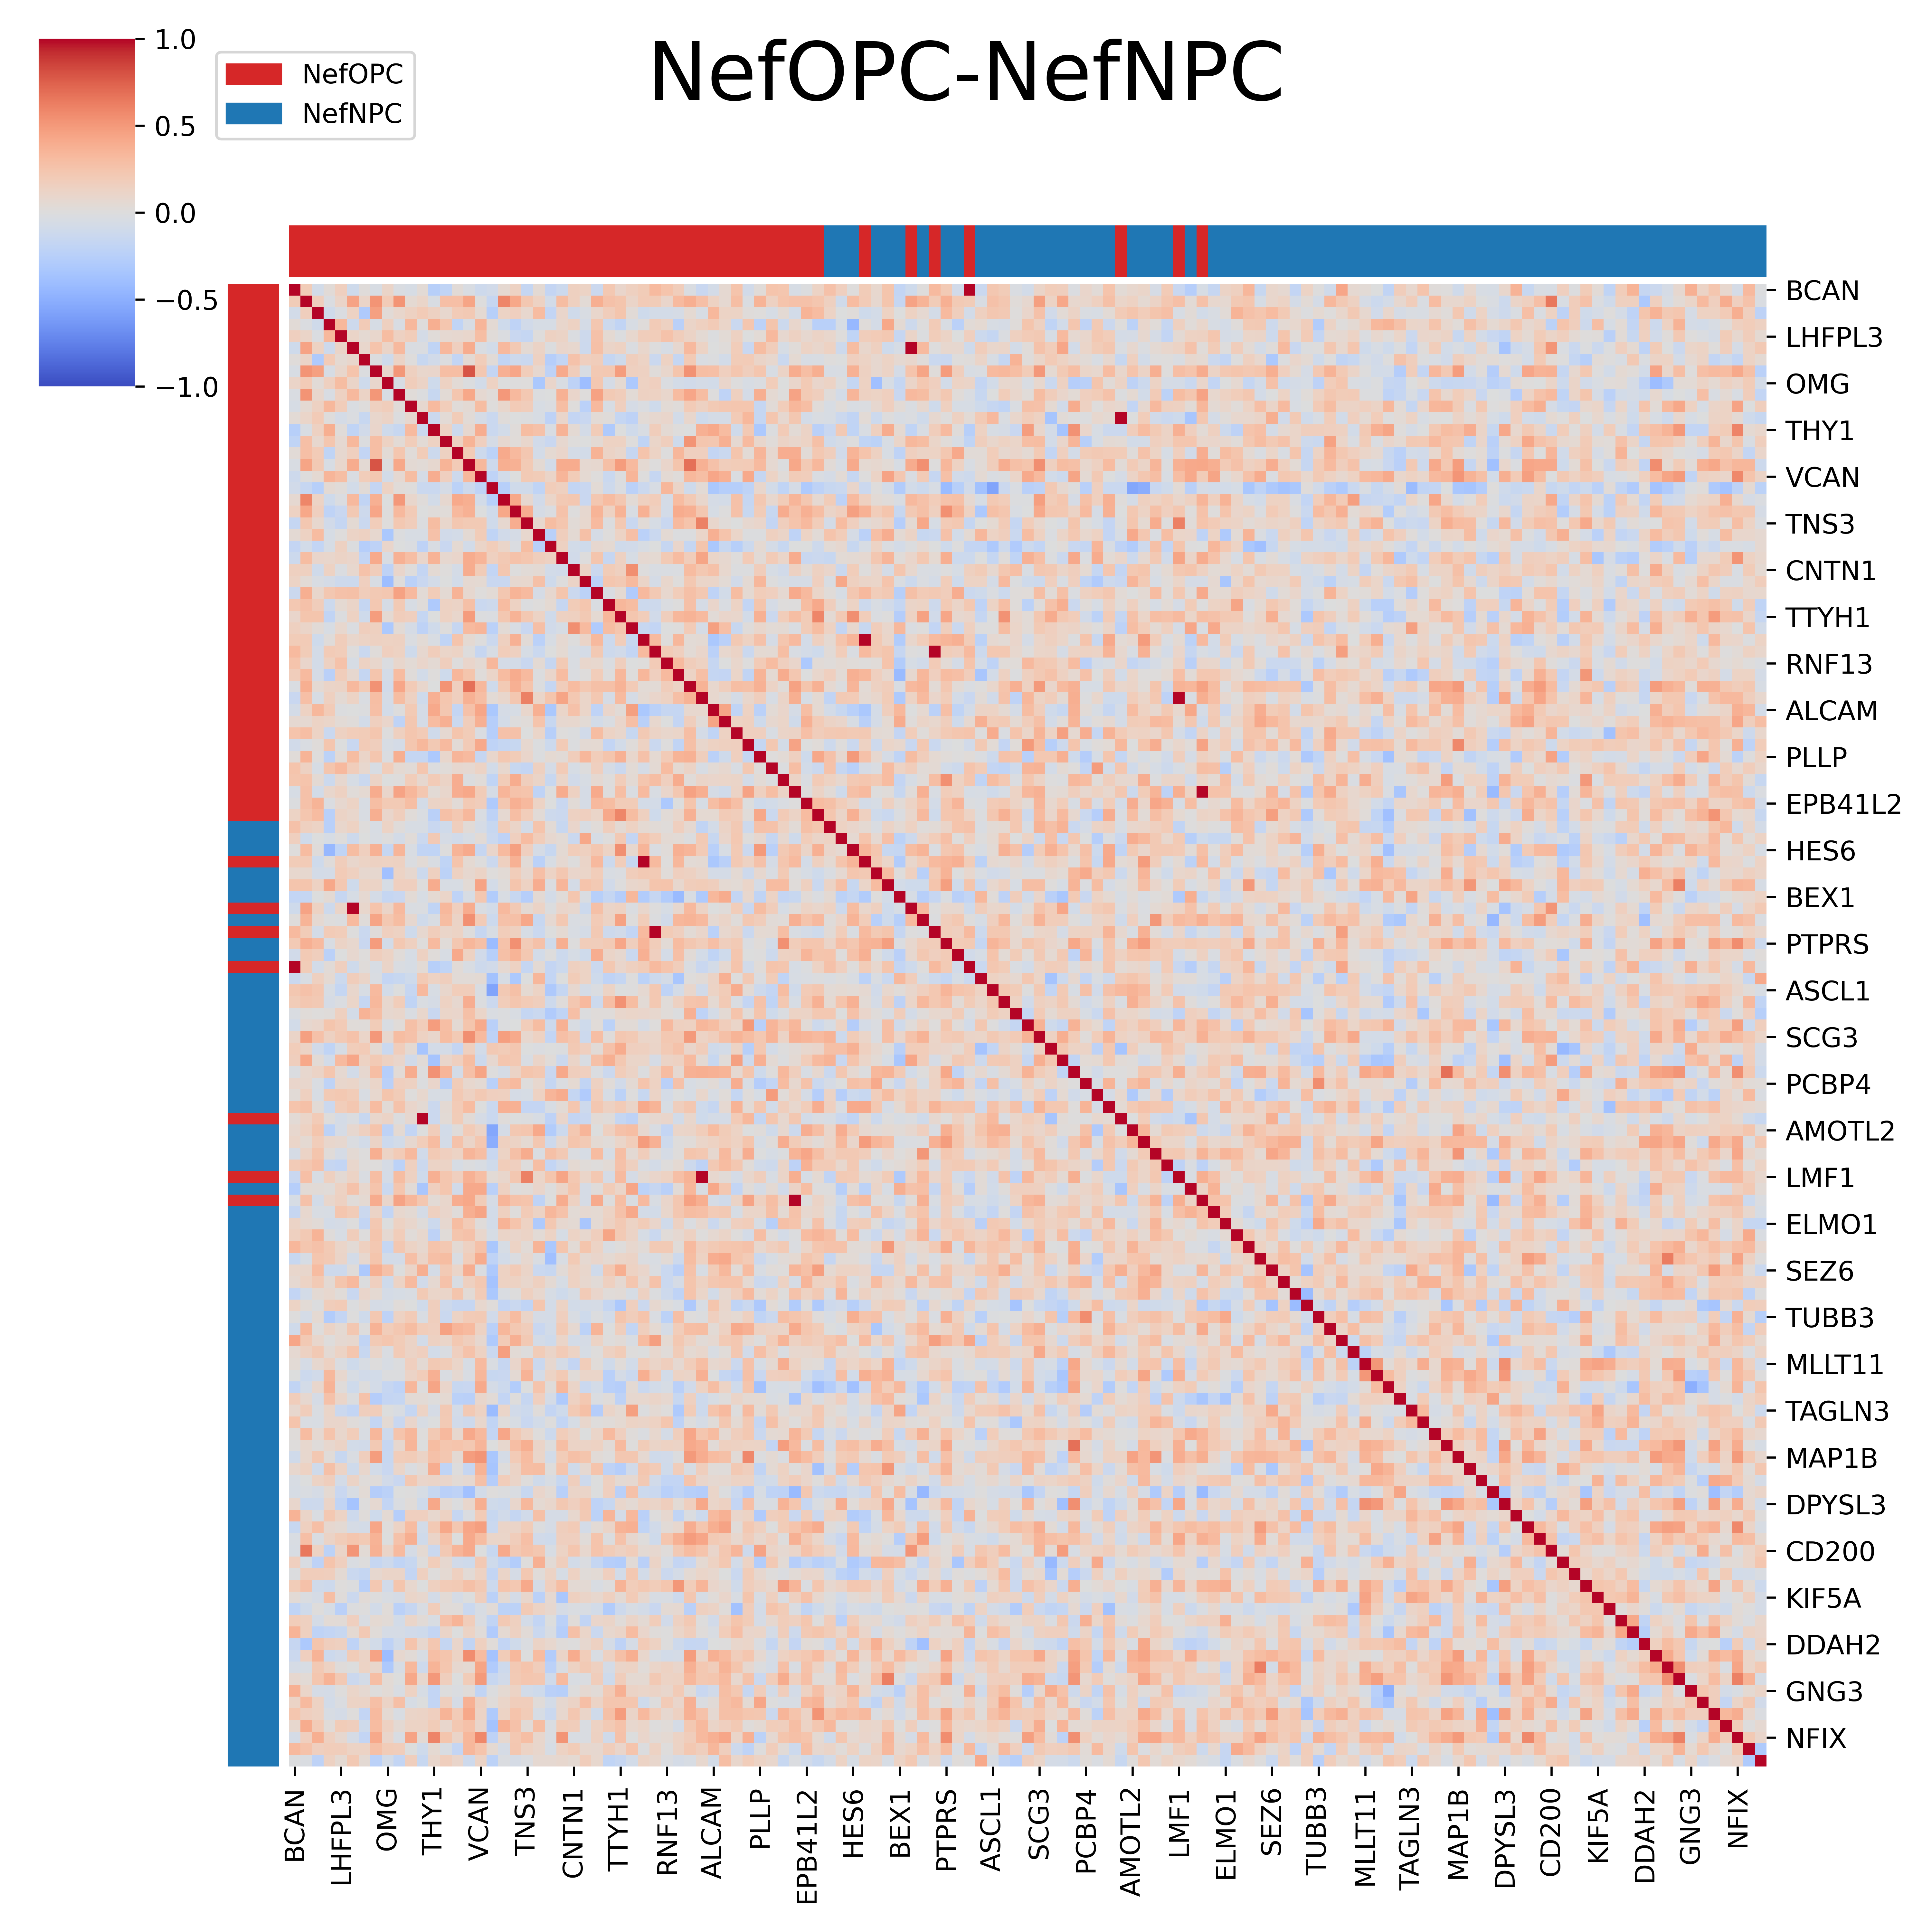 NefOPC-NefNPC
1.0
0.5
0.0
−0.5
−1.0
NefOPC
NefNPC
BCAN
LHFPL3
OMG
THY1
VCAN
TNS3
CNTN1
TTYH1
RNF13
ALCAM
PLLP
EPB41L2
HES6
BEX1
PTPRS
ASCL1
SCG3
PCBP4
AMOTL2
LMF1
ELMO1
SEZ6
TUBB3
MLLT11
TAGLN3
MAP1B
DPYSL3
CD200
KIF5A
DDAH2
GNG3
NFIX
BCAN
LHFPL3
OMG
THY1
VCAN
TNS3
CNTN1
TTYH1
RNF13
ALCAM
PLLP
EPB41L2
HES6
BEX1
PTPRS
ASCL1
SCG3
PCBP4
AMOTL2
LMF1
ELMO1
SEZ6
TUBB3
MLLT11
TAGLN3
MAP1B
DPYSL3
CD200
KIF5A
DDAH2
GNG3
NFIX